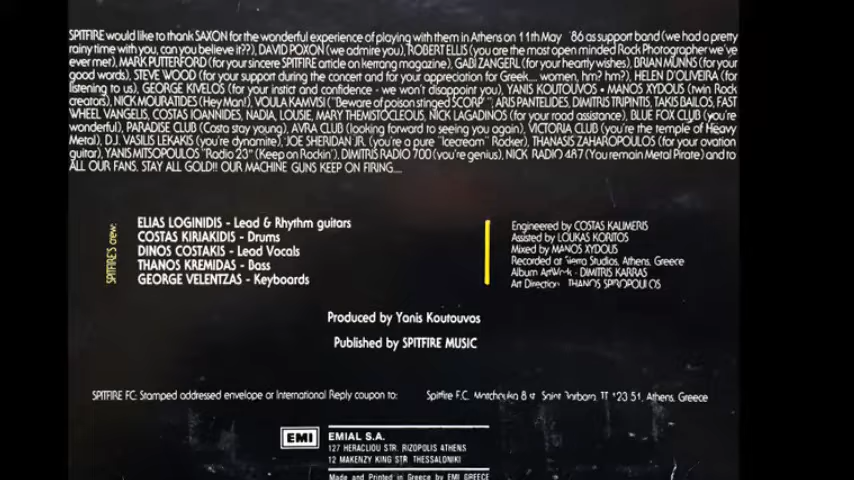 SPITFIRE would like to thank SAXON for the wonderful experience of playing with them in Athens on 11th May '86 as support band (we had a pretty
rainy time with you, can you believe it??), DAVID POXON (we admire you), ROBERT ELLIS (you are the most open minded Rock Photographer we've
ever met), MARK PUTTERFORD (for your sincere SPITFIRE article on kerrang magazine), GABI ZANGERL (for your hearty wishes), BRIAN MUNNS (for
good words), STEVE WOOD (for your support during the concert and for your appreciation for Greek.... women, hm? hm?), HELEN D'OLIVEIRA (for
listening to us), GEORGE KIVELOS (for your instict and confidence - we won't disappoint you), YANIS KOUTOUVOS • MANOS XYDOUS (twin Rock
creators), NICK MOURATIDES (Hey Man!), VOULA KAMVISI ("Beware of poison stinged SCORP"), ARIS PANTELIDES, DIMITRIS TRIPINTIS, TAKIS BAILOS, FAST
WHEEL VANGELIS, COSTAS IOANNIDES, NADIA, LOUSIE, MARY THEMISTOCLEOUS, NICK LAGADINOS (for your road assistance), BLUE FOX CLUB (you're
wonderful), PARADISE CLUB (Costa stay young), AVRA CLUB (looking forward to seeing you again), VICTORIA CLUB (you're the temple of Heavy
Metal), D.J. VASILIS LEKAKIS (you're dynamite), JOE SHERIDAN JR. (you're a pure "Icecream" Rocker), THANASIS ZAHAROPOULOS (for your ovation
guitar), YANIS MITSOPOULOS "Radio 23" (Keep on Rockin'), DIMITRIS RADIO 700 (you're genius), NICK RADIO 487 (You remain Metal Pirate) and to
ALL OUR FANS. STAY ALL GOLD!! OUR MACHINE GUNS KEEP ON FIRING....
SPITFIRE'S crew:
ELIAS LOGINIDIS - Lead & Rhythm guitars
COSTAS KIRIAKIDIS - Drums
DINOS COSTAKIS - Lead Vocals
THANOS KREMIDAS - Bass
GEORGE VELENTZAS - Keyboards
Engineered by COSTAS KALIMERIS
Assisted by LOUKAS KORITOS
Mixed by MANOS XYDOUS
Recorded at Sierra Studios, Athens, Greece
Album ArtWork - DIMITRIS KARRAS
Art Direction THANOS SPIROPOULOS
Produced by Yanis Koutouvos
Published by SPITFIRE MUSIC
SPITFIRE FC: Stamped addressed envelope or International Reply coupon to:
Spitfire F.C. 8 st. Saint Barbara TT 123 51, Athens, Greece
EMI
EMIAL S.A.
127 HERACLIOU STR. RIZOPOLIS ATHENS
12 MAKENZY KING STR THESSALONIKI
Made and Printed in Greece by EMI GREECE